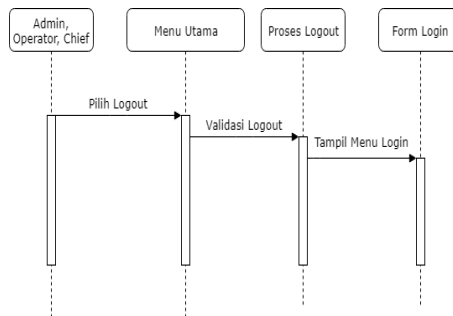 Admin,
Operator, Chief
Menu Utama
Proses Logout
Form Login
Pilih Logout
Validasi Logout
Tampil Menu Login